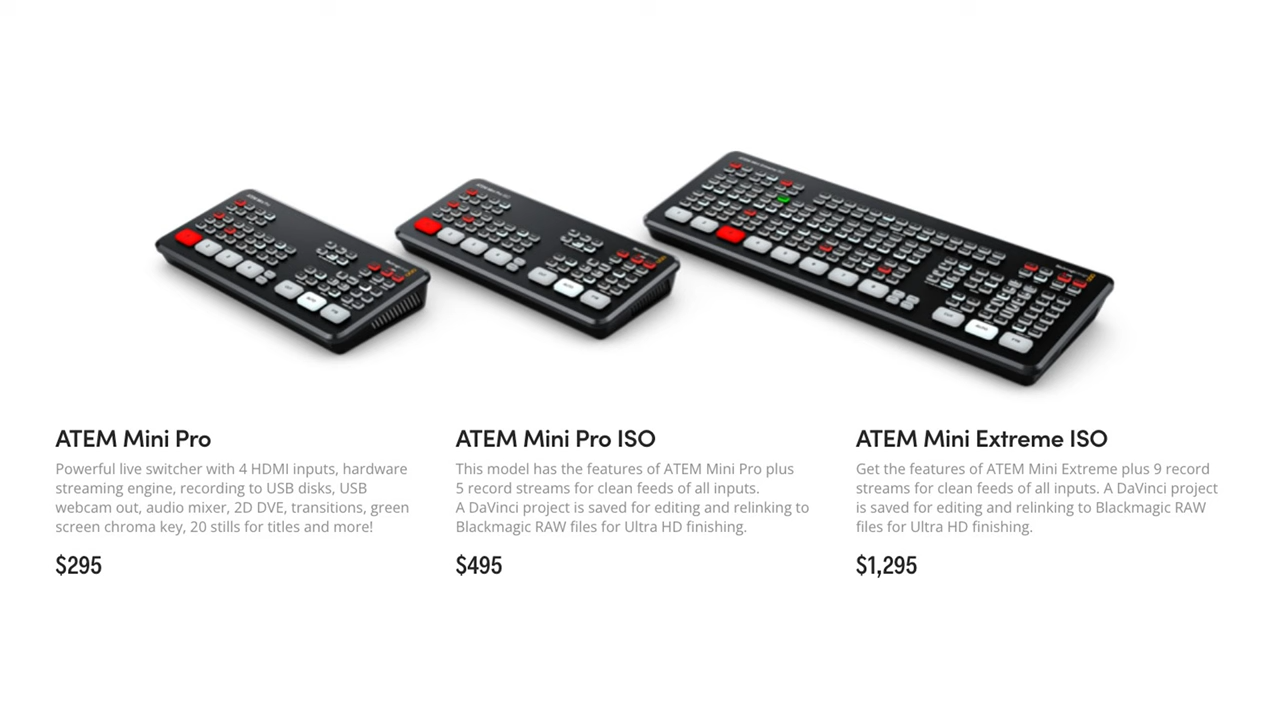 ATEM Mini Pro
Powerful live switcher with 4 HDMI inputs, hardware
streaming engine, recording to USB disks, USB
webcam out, audio mixer, 2D DVE, transitions, green
screen chroma key, 20 stills for titles and more!
$295
ATEM Mini Pro ISO
This model has the features of ATEM Mini Pro plus
5 record streams for clean feeds of all inputs.
A DaVinci project is saved for editing and relinking to
Blackmagic RAW files for Ultra HD finishing.
$495
ATEM Mini Extreme ISO
Get the features of ATEM Mini Extreme plus 9 record
streams for clean feeds of all inputs. A DaVinci project
is saved for editing and relinking to Blackmagic RAW
files for Ultra HD finishing.
$1,295